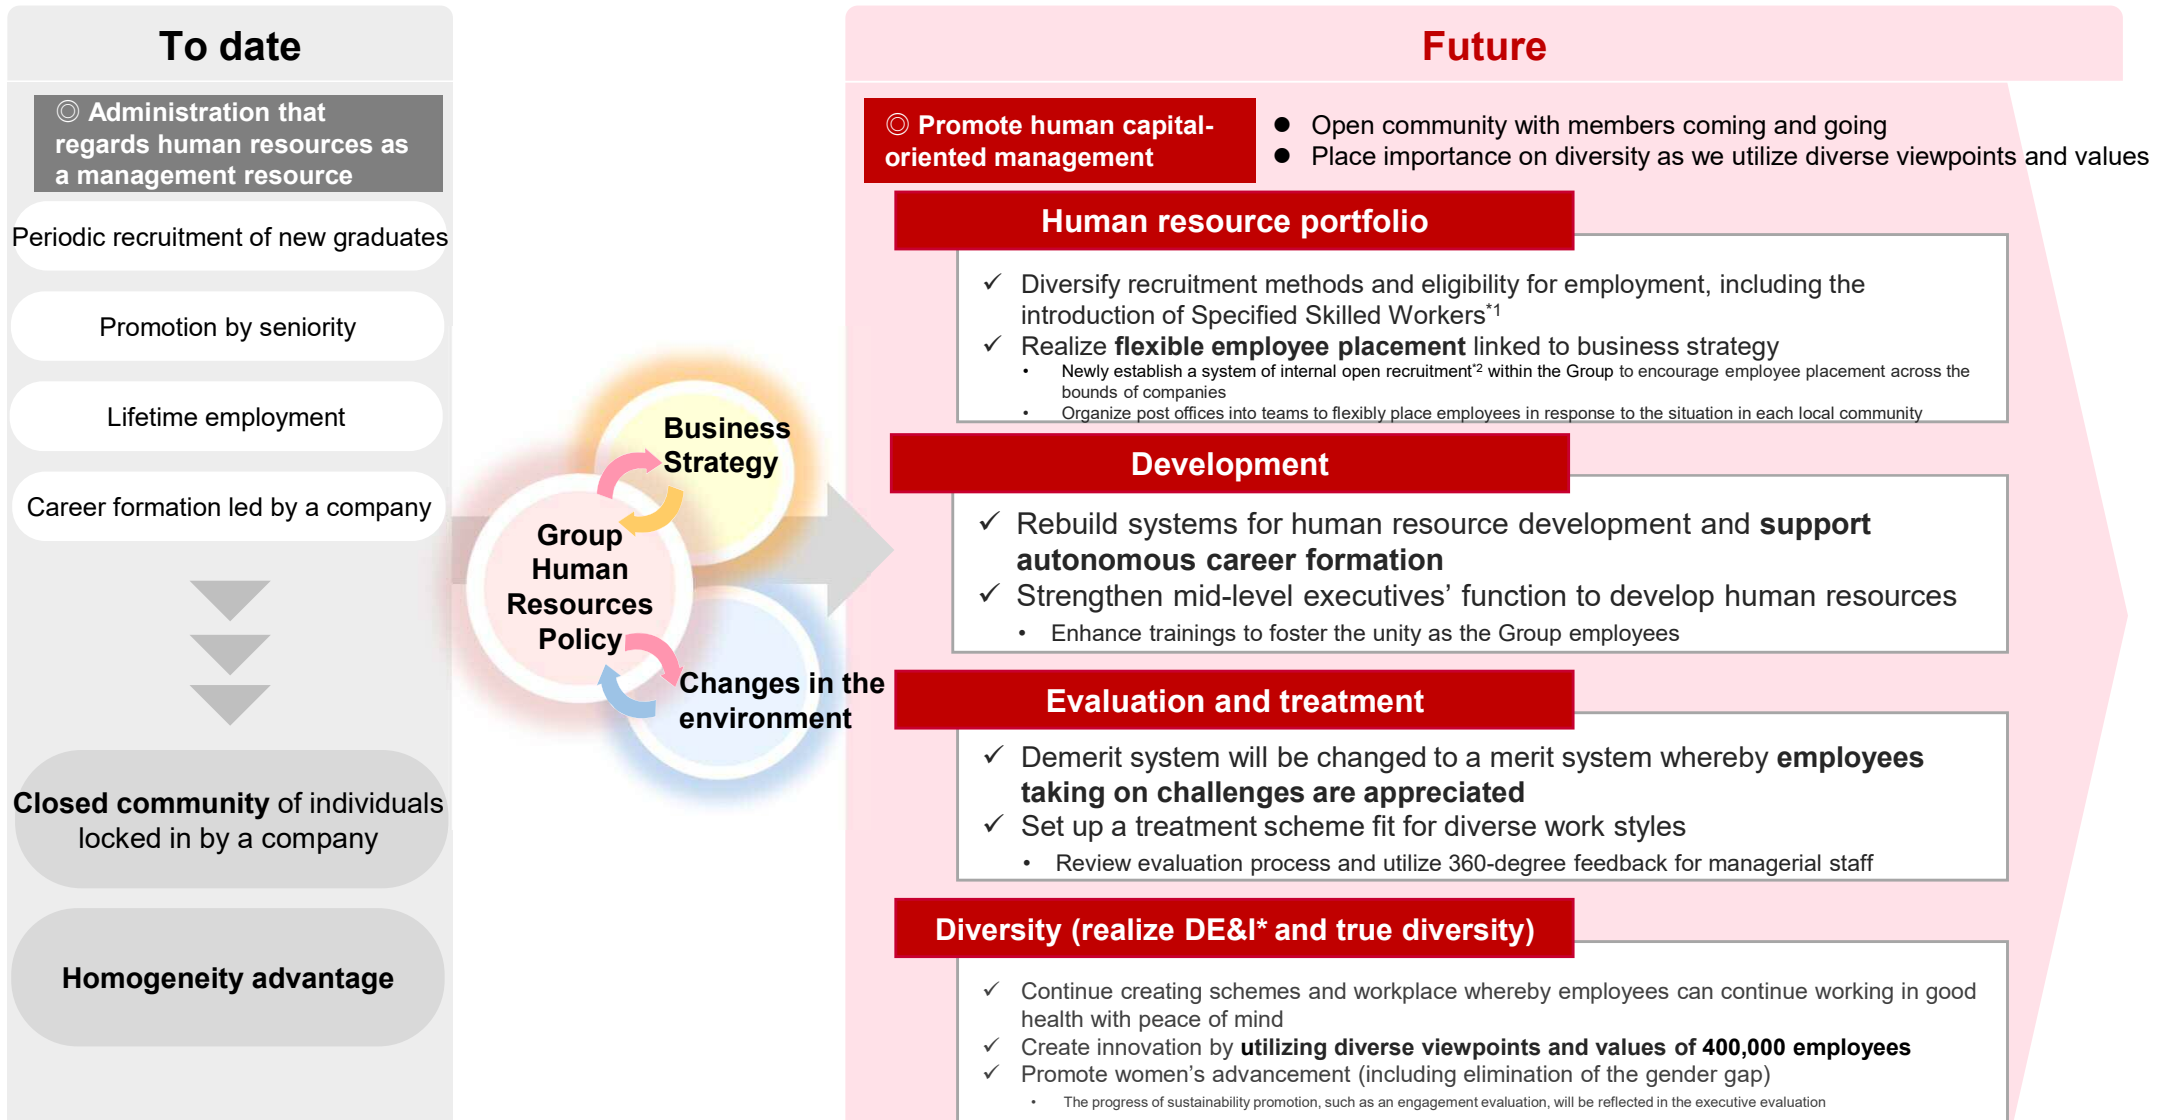 To date
◎ Administration that
regards human resources as
a management resource
Periodic recruitment of new graduates
Promotion by seniority
Lifetime employment
Career formation led by a company
Closed community of individuals
locked in by a company
Homogeneity advantage
Business
Strategy
Group
Human
Resources
Policy
Changes in the
environment
Future
◎ Promote human capital-
oriented management
● Open community with members coming and going
● Place importance on diversity as we utilize diverse viewpoints and values
Human resource portfolio
✓ Diversify recruitment methods and eligibility for employment, including the
introduction of Specified Skilled Workers*1
✓ Realize flexible employee placement linked to business strategy
• Newly establish a system of internal open recruitment*2 within the Group to encourage employee placement across the
bounds of companies
• Organize post offices into teams to flexibly place employees in response to the situation in each local community
Development
✓ Rebuild systems for human resource development and support
autonomous career formation
✓ Strengthen mid-level executives’ function to develop human resources
• Enhance trainings to foster the unity as the Group employees
Evaluation and treatment
✓ Demerit system will be changed to a merit system whereby employees
taking on challenges are appreciated
✓ Set up a treatment scheme fit for diverse work styles
• Review evaluation process and utilize 360-degree feedback for managerial staff
Diversity (realize DE&I* and true diversity)
✓ Continue creating schemes and workplace whereby employees can continue working in good
health with peace of mind
✓ Create innovation by utilizing diverse viewpoints and values of 400,000 employees
✓ Promote women’s advancement (including elimination of the gender gap)
• The progress of sustainability promotion, such as an engagement evaluation, will be reflected in the executive evaluation